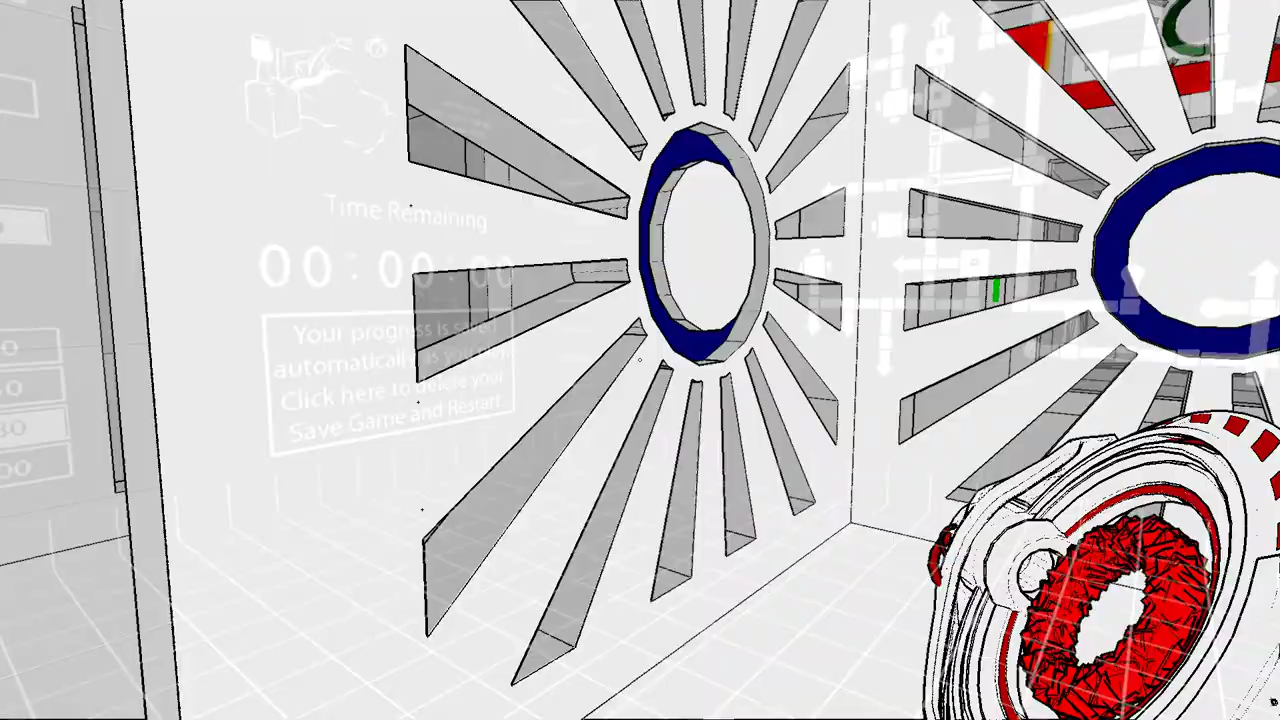 Time Remaining
00:00:00
Your progress is saved
automatically as you play.
Click here to delete your
Save Game and Restart